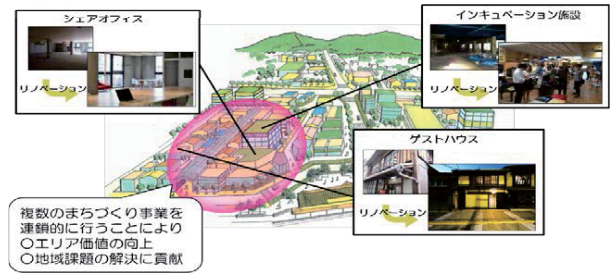 シェアオフィス
リノベーション
インキュベーション施設
リノベーション
ゲストハウス
リノベーション
複数のまちづくり事業を
連鎖的に行うことにより
○エリア価値の向上
○地域課題の解決に貢献